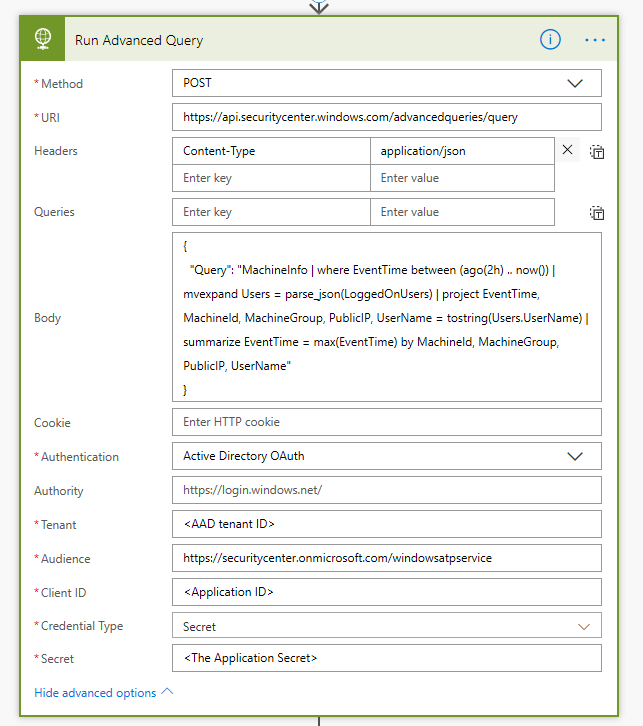 Run Advanced Query
* Method POST
* URI https://api.securitycenter.windows.com/advancedqueries/query
Headers Content-Type application/json
Enter key Enter value
Queries Enter key Enter value
{
"Query": "MachineInfo | where EventTime between (ago(2h) .. now()) |
mvexpand Users = parse_json(LoggedOnUsers) | project EventTime,
Body MachineId, MachineGroup, PublicIP, UserName = tostring(Users.UserName) |
summarize EventTime = max(EventTime) by MachineId, MachineGroup,
PublicIP, UserName"
}
Cookie Enter HTTP cookie
* Authentication Active Directory OAuth
Authority https://login.windows.net/
* Tenant <AAD tenant ID>
* Audience https://securitycenter.onmicrosoft.com/windowsatpservice
* Client ID <Application ID>
* Credential Type Secret
* Secret <The Application Secret>
Hide advanced options